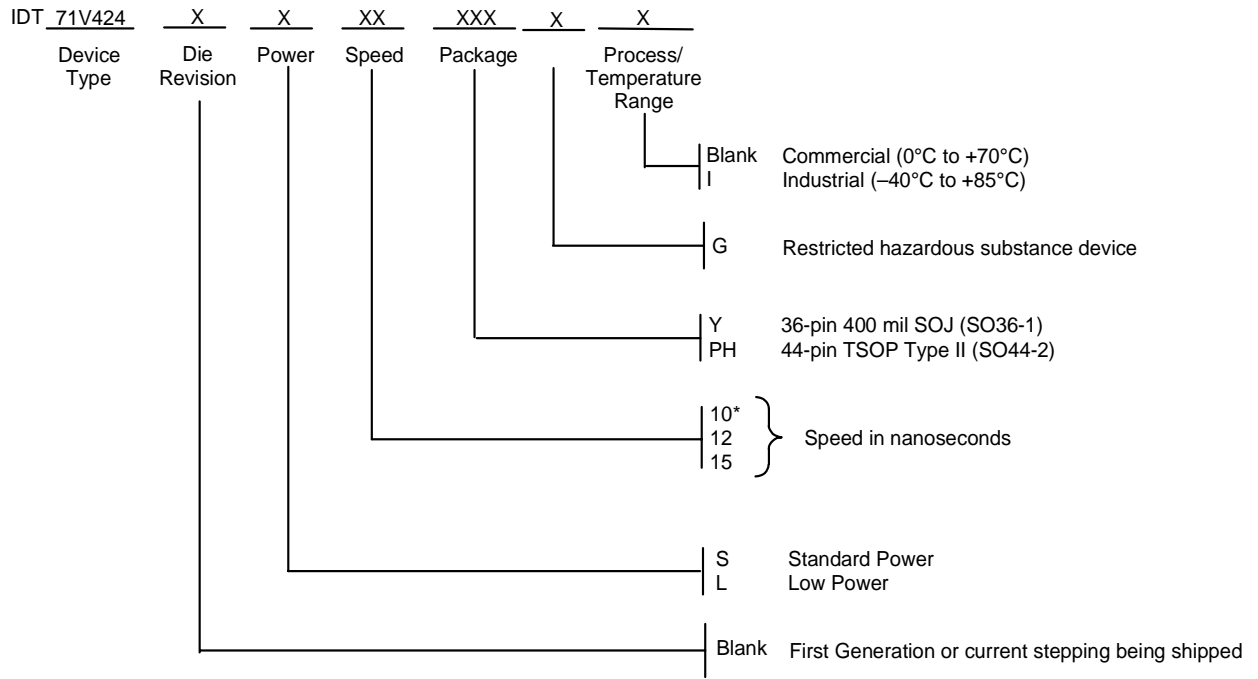 IDT 71V424 X X XX XXX X X
Device Type
Die Revision
Power
Speed
Package
Process/ Temperature Range
Blank Commercial (0°C to +70°C)
I Industrial (–40°C to +85°C)
G Restricted hazardous substance device
Y 36-pin 400 mil SOJ (SO36-1)
PH 44-pin TSOP Type II (SO44-2)
10*
12 Speed in nanoseconds
15
S Standard Power
L Low Power
Blank First Generation or current stepping being shipped